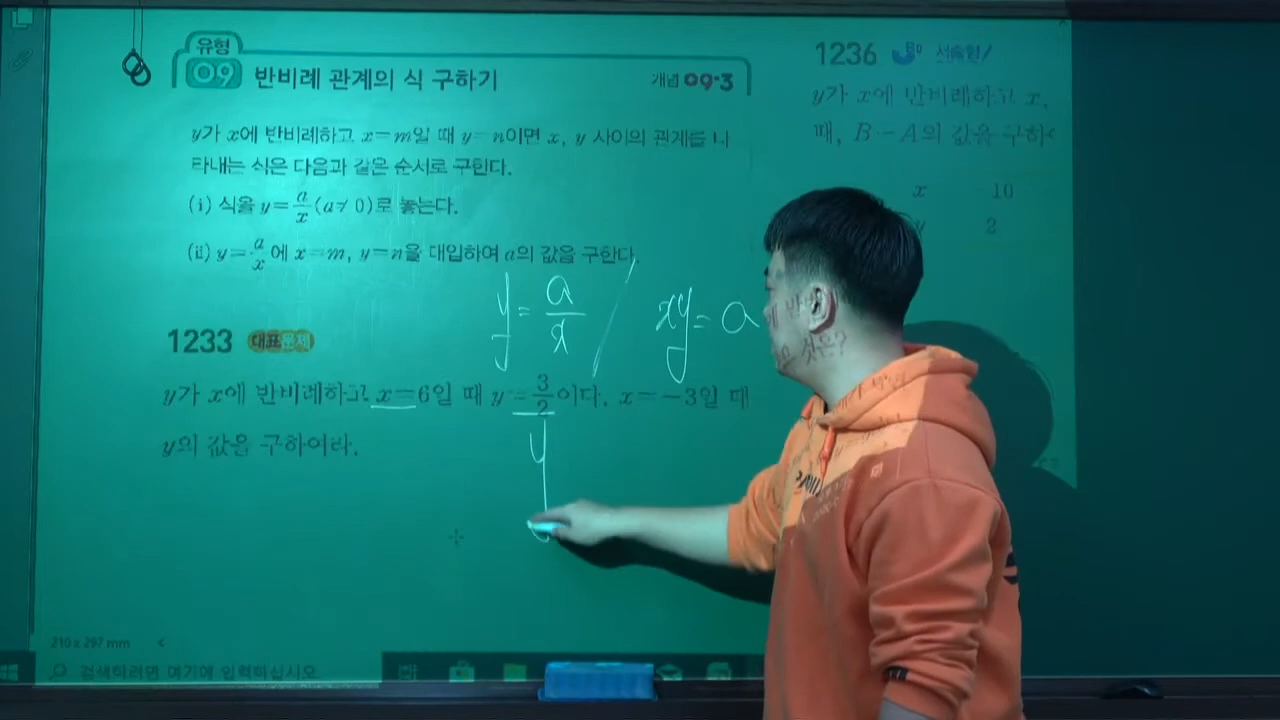 유형
09 반비례 관계의 식 구하기 개념 09-3
y가 x에 반비례하고 x=m일 때 y=n이면 x, y 사이의 관계를 나
타내는 식은 다음과 같은 순서로 구한다.
(ⅰ) 식을 y=a/x (a≠0)로 놓는다.
(ⅱ) y=a/x에 x=m, y=n을 대입하여 a의 값을 구한다.
y=a/x / xy=a
1233 대표문제
y가 x에 반비례하고 x=6일 때 y=3/2이다. x=-3일 때
y의 값을 구하여라.
y
1236 서술형
y가 x에 반비례하고 x,
때, B-A의 값을 구하
x 10
y 2
210 x 297 mm
검색하려면 여기에 입력하십시오.